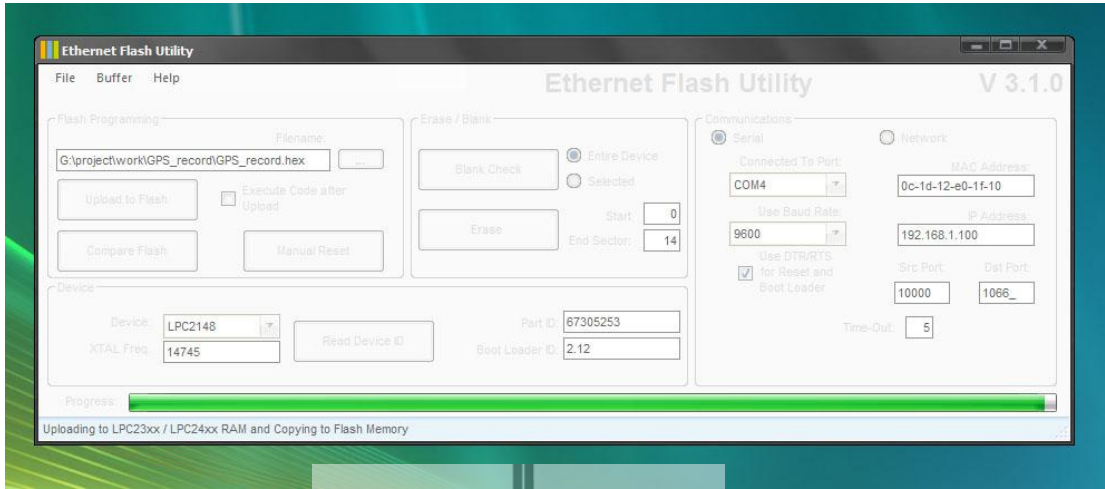 Ethernet Flash Utility
File Buffer Help
Ethernet Flash Utility V 3.1.0
Flash Programming
Filename:
G:\project\work\GPS_record\GPS_record.hex ...
Upload to Flash
Execute Code after
Upload
Compare Flash Manual Reset
Erase / Blank
Blank Check
Entire Device
Selected
Erase
Start 0
End Sector: 14
Communications
Serial Network
Connected To Port: MAC Address:
COM4 0c-1d-12-e0-1f-10
Use Baud Rate: IP Address:
9600 192.168.1.100
Use DTR/RTS
for Reset and
Boot Loader
Src Port: Dst Port:
10000 1066_
Time-Out: 5
Device
Device: LPC2148
XTAL Freq. 14745
Read Device ID
Part ID: 67305253
Boot Loader ID: 2.12
Progress:
Uploading to LPC23xx / LPC24xx RAM and Copying to Flash Memory